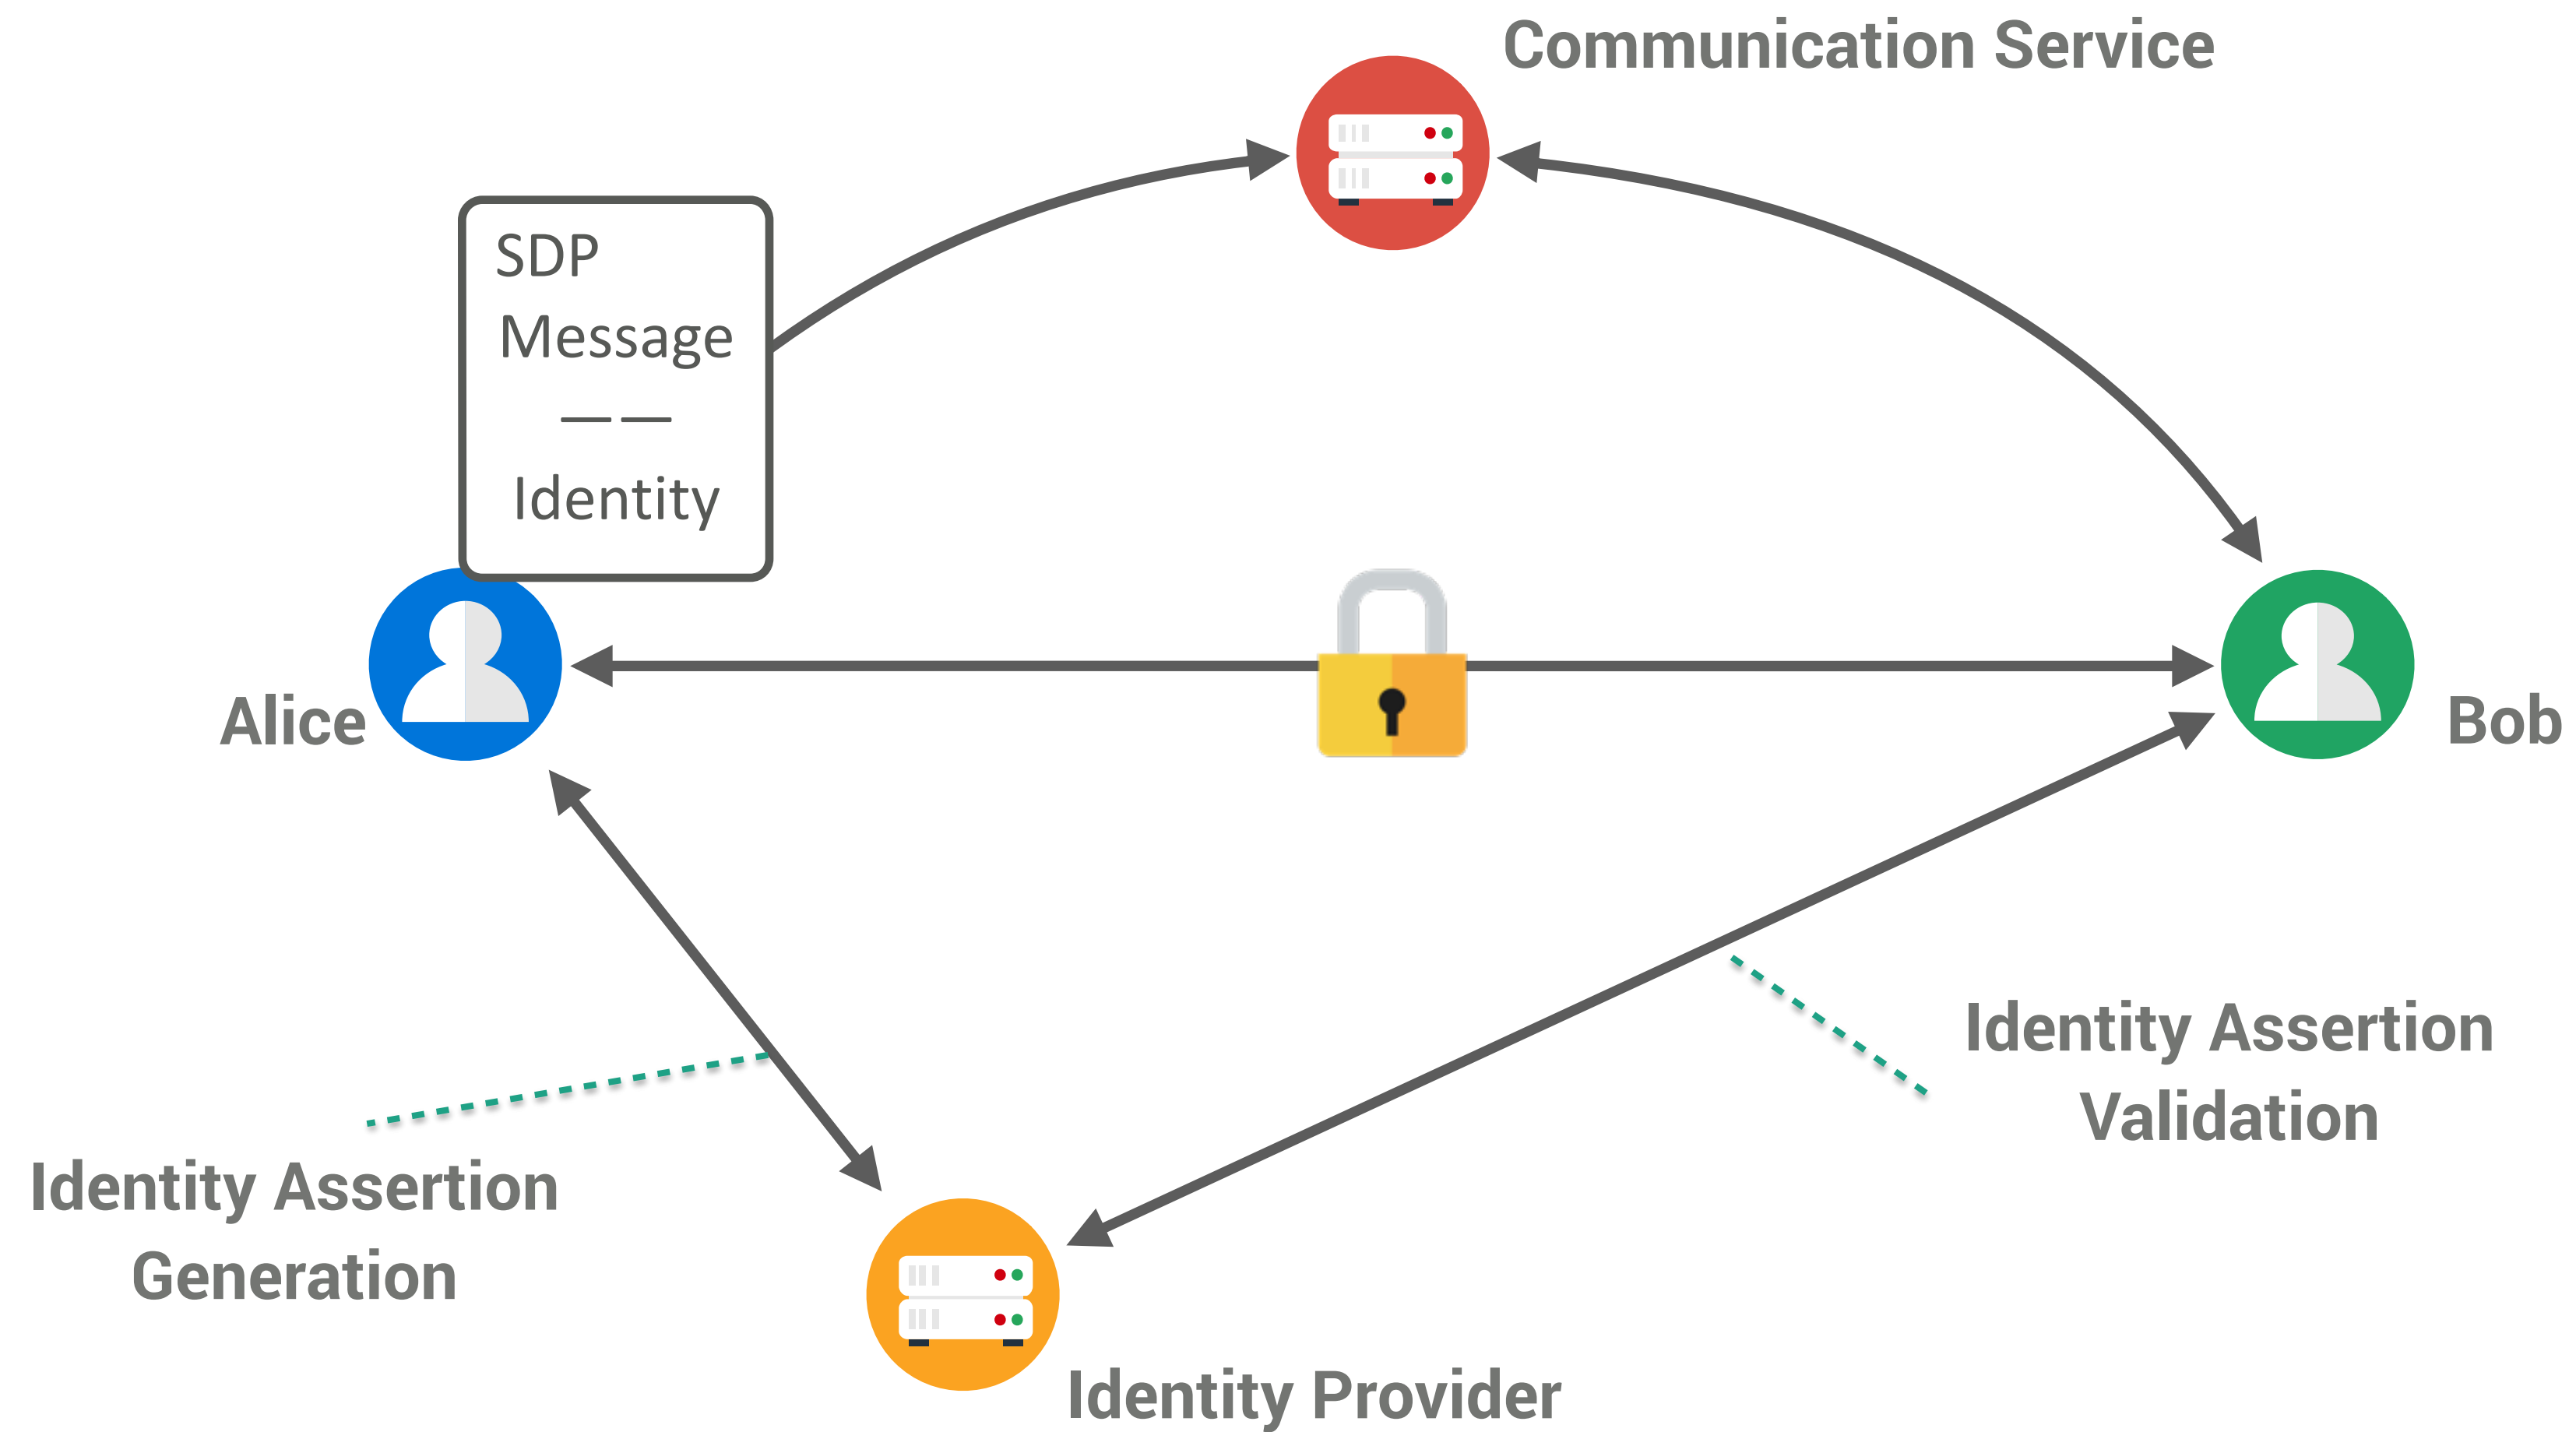 Communication Service
SDP
Message
— —
Identity
Alice
Bob
Identity Assertion
Validation
Identity Assertion
Generation
Identity Provider